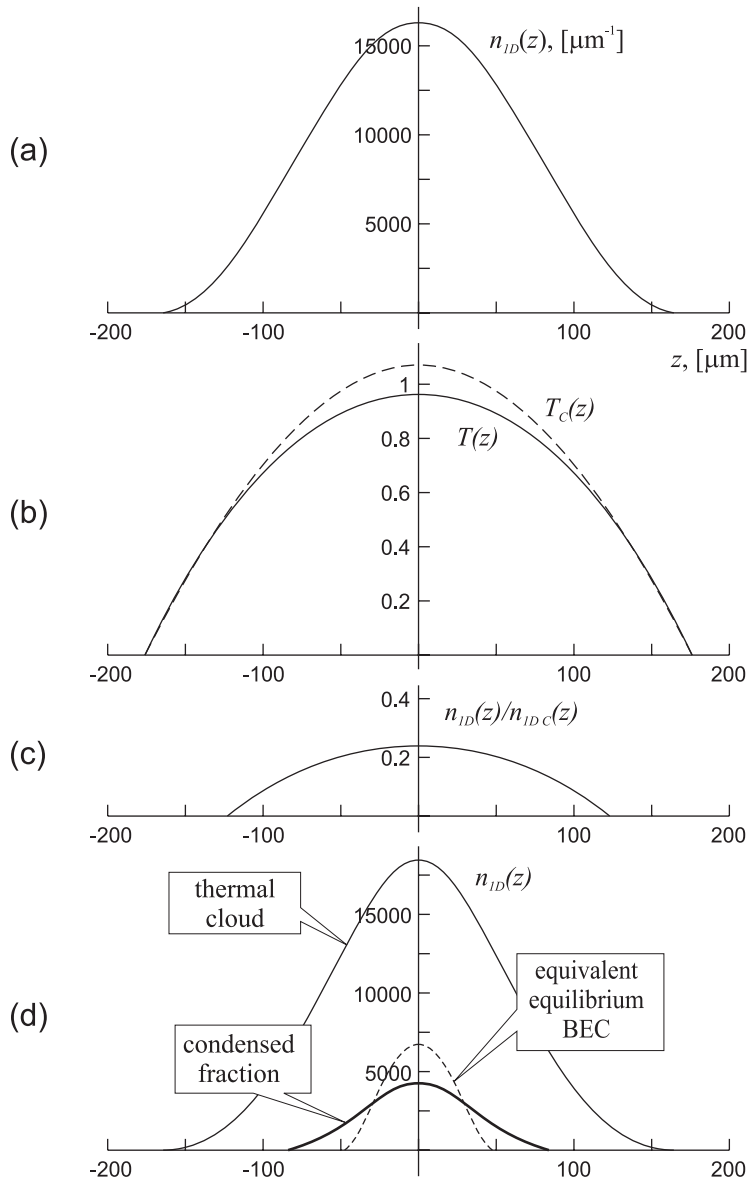 (a)
n1D(z), [μm-1]
15000
10000
5000
-200 -100 100 200
z, [μm]
(b)
TC(z)
T(z)
1
0.8
0.6
0.4
0.2
-200 -100 100 200
(c)
n1D(z)/n1D C(z)
0.4
0.2
-200 -100 100 200
(d)
n1D(z)
thermal
cloud
15000
equivalent
equilibrium
BEC
10000
condensed
fraction
5000
-200 -100 100 200